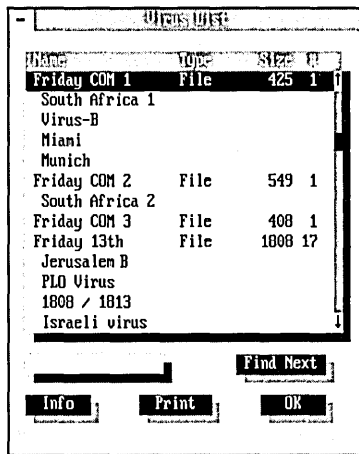 Virus List
Name Type Size #
Friday COM 1 File 425 1
South Africa 1
Virus-B
Miami
Munich
Friday COM 2 File 549 1
South Africa 2
Friday COM 3 File 408 1
Friday 13th File 1808 17
Jerusalem B
PLO Virus
1808 / 1813
Israeli virus
Find Next
Info Print OK